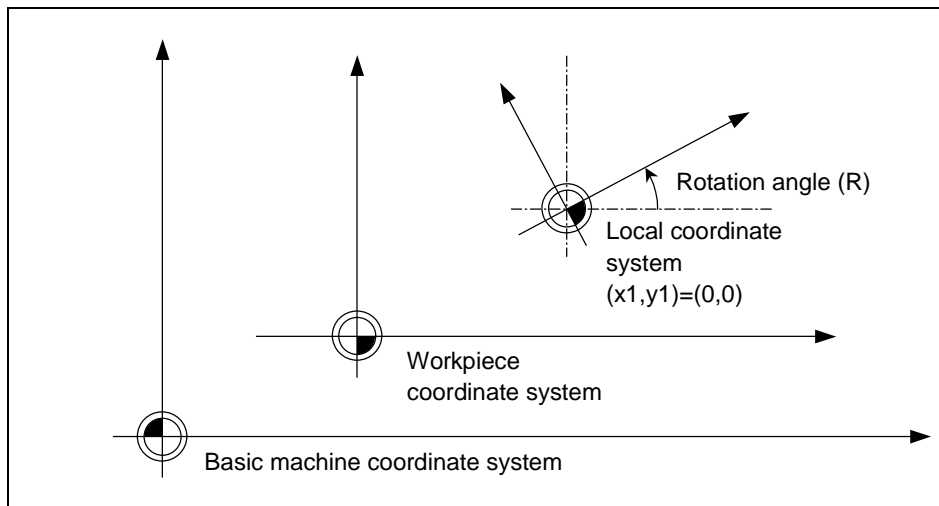 Rotation angle (R)
Local coordinate
system
(x1,y1)=(0,0)
Workpiece
coordinate system
Basic machine coordinate system